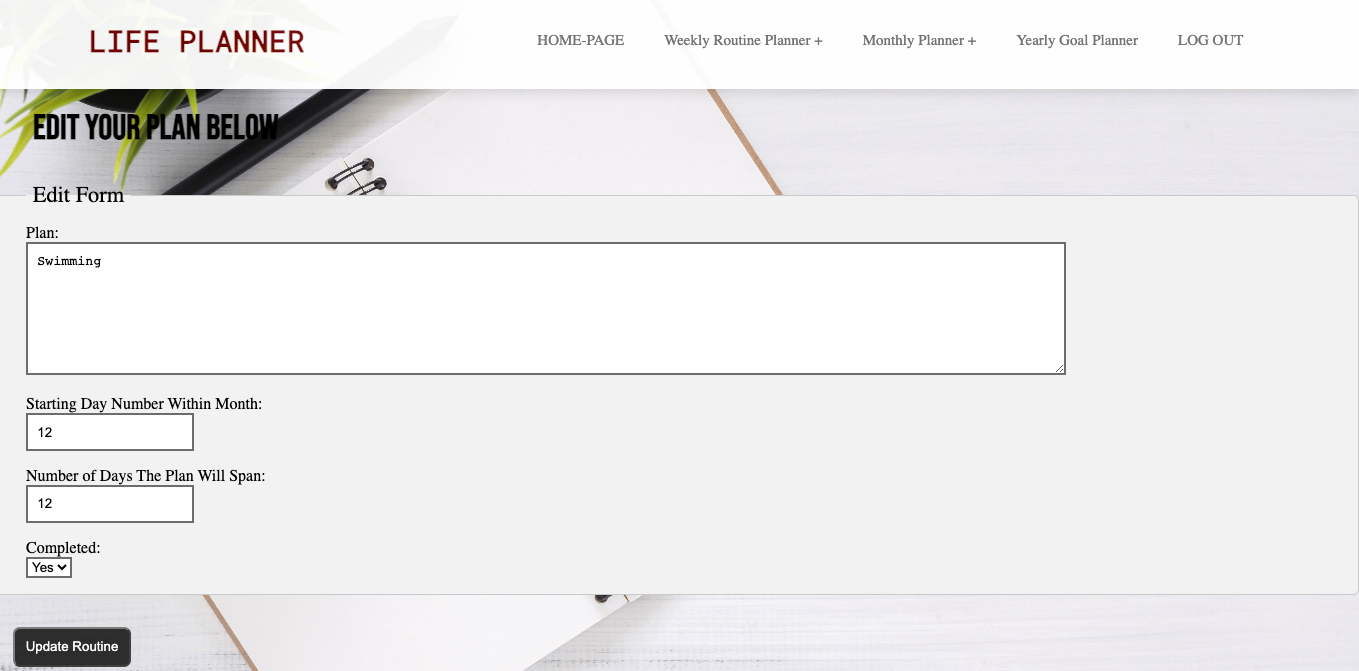 LIFE PLANNER
HOME-PAGE Weekly Routine Planner + Monthly Planner + Yearly Goal Planner LOG OUT
EDIT YOUR PLAN BELOW
Edit Form
Plan:
Swimming
Starting Day Number Within Month:
12
Number of Days The Plan Will Span:
12
Completed:
Yes
Update Routine